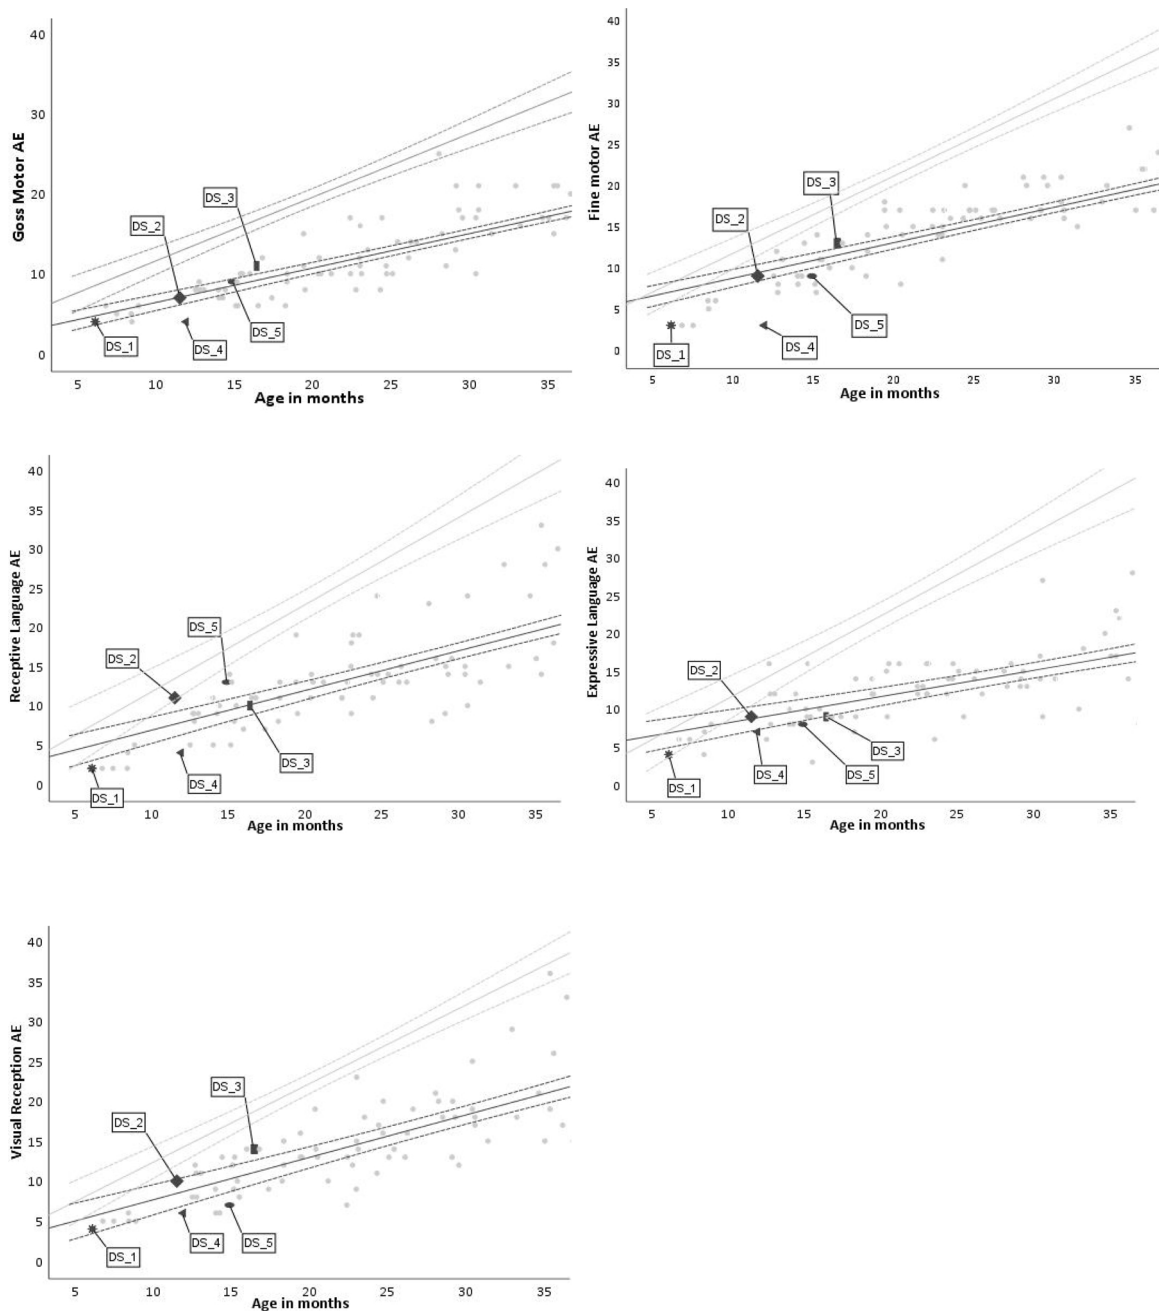 Goss Motor AE
40
30
20
10
0
DS_3
DS_2
DS_1
DS_4
DS_5
5 10 15 20 25 30 35
Age in months
Fine motor AE
40
35
30
25
20
15
10
5
0
DS_3
DS_2
DS_5
DS_4
DS_1
5 10 15 20 25 30 35
Age in months
Receptive Language AE
40
35
30
25
20
15
10
5
0
DS_5
DS_2
DS_3
DS_4
DS_1
5 10 15 20 25 30 35
Age in months
Expressive Language AE
40
35
30
25
20
15
10
5
0
DS_2
DS_3
DS_4
DS_5
DS_1
5 10 15 20 25 30 35
Age in months
Visual Reception AE
40
35
30
25
20
15
10
5
0
DS_3
DS_2
DS_1
DS_4
DS_5
5 10 15 20 25 30 35
Age in months